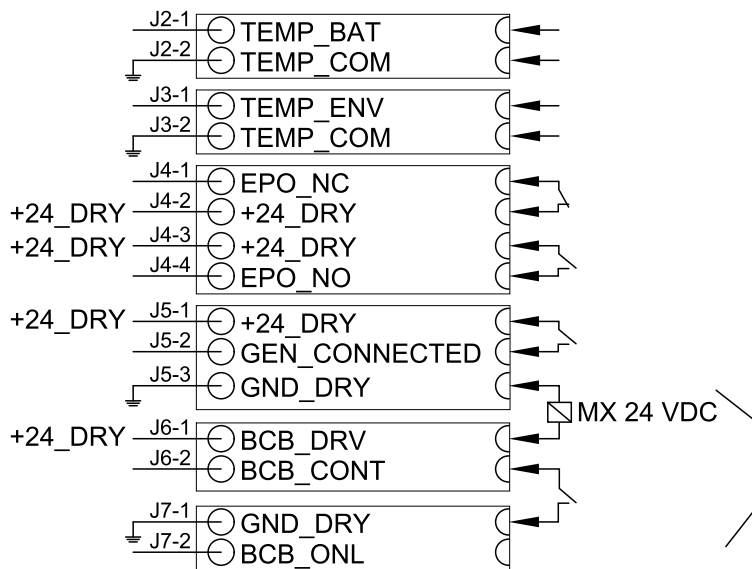 J2-1 TEMP_BAT
J2-2 TEMP_COM
J3-1 TEMP_ENV
J3-2 TEMP_COM
J4-1 EPO_NC
+24_DRY J4-2 +24_DRY
+24_DRY J4-3 +24_DRY
J4-4 EPO_NO
+24_DRY J5-1 +24_DRY
J5-2 GEN_CONNECTED
J5-3 GND_DRY
MX 24 VDC
+24_DRY J6-1 BCB_DRV
J6-2 BCB_CONT
J7-1 GND_DRY
J7-2 BCB_ONL